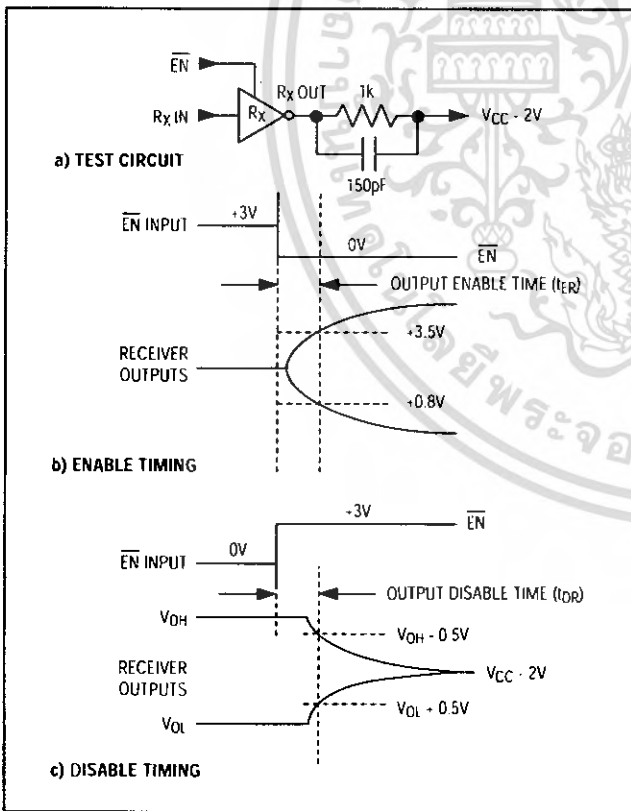 EN
RX OUT
1k
RX IN
RX
VCC - 2V
150pF
a) TEST CIRCUIT
EN INPUT
+3V
0V
EN
OUTPUT ENABLE TIME (tER)
+3.5V
RECEIVER
OUTPUTS
+0.8V
b) ENABLE TIMING
+3V
EN
0V
EN INPUT
OUTPUT DISABLE TIME (tDR)
VOH
VOH - 0.5V
RECEIVER
OUTPUTS
VCC - 2V
VOL + 0.5V
VOL
c) DISABLE TIMING